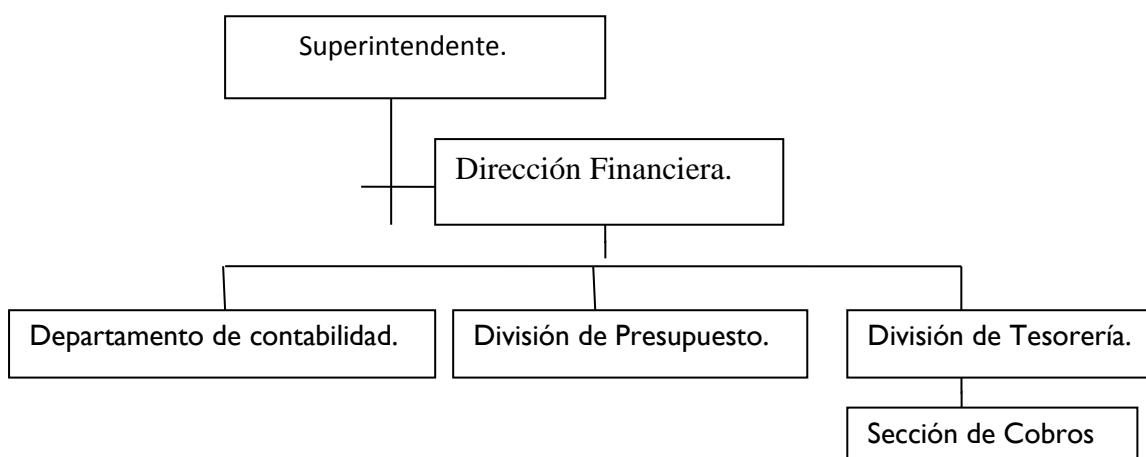 Superintendente.
Dirección Financiera.
Departamento de contabilidad.
División de Presupuesto.
División de Tesorería.
Sección de Cobros